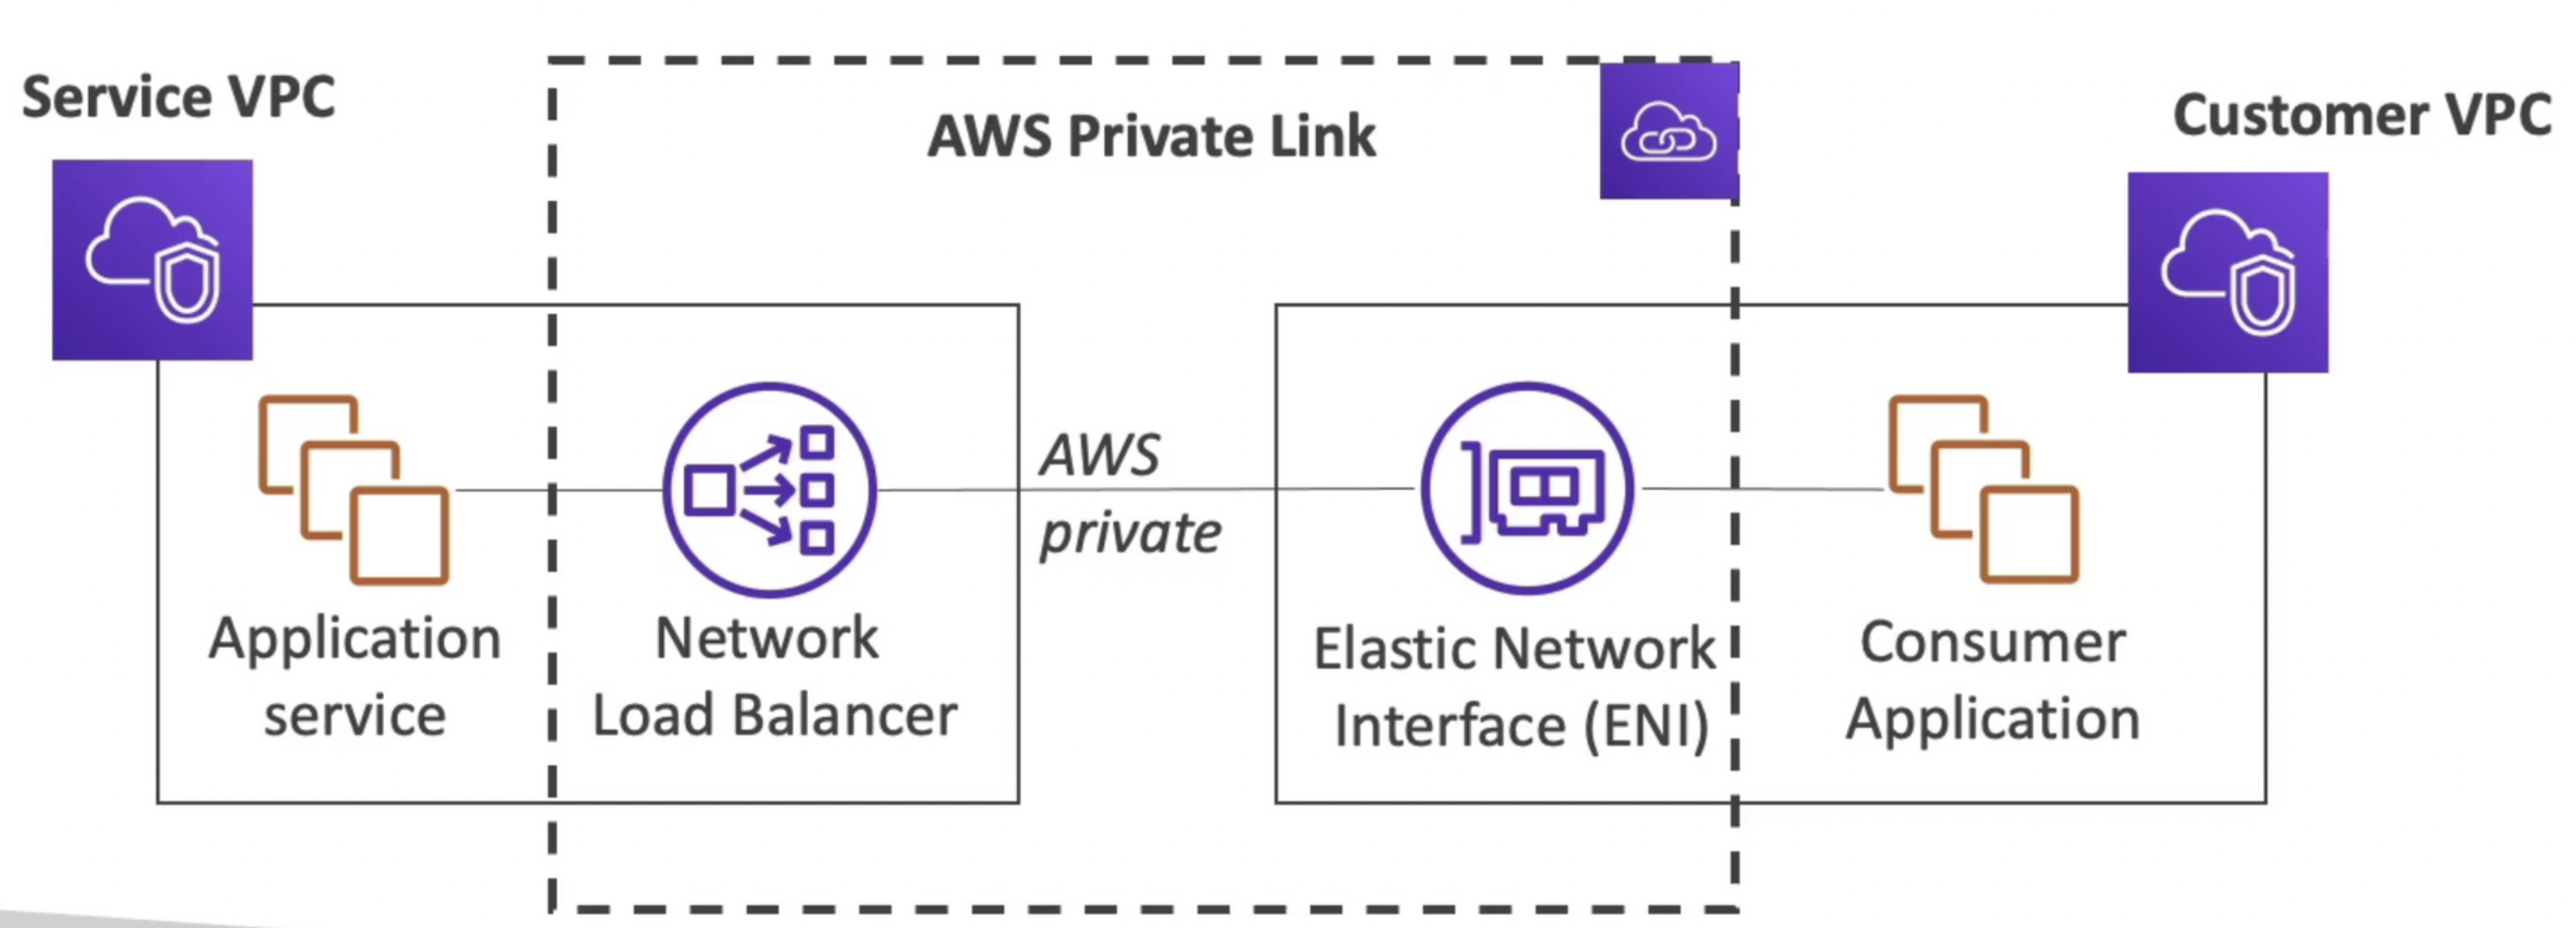 Service VPC
AWS Private Link
Customer VPC
Application
service
Network
Load Balancer
AWS
private
Elastic Network
Interface (ENI)
Consumer
Application